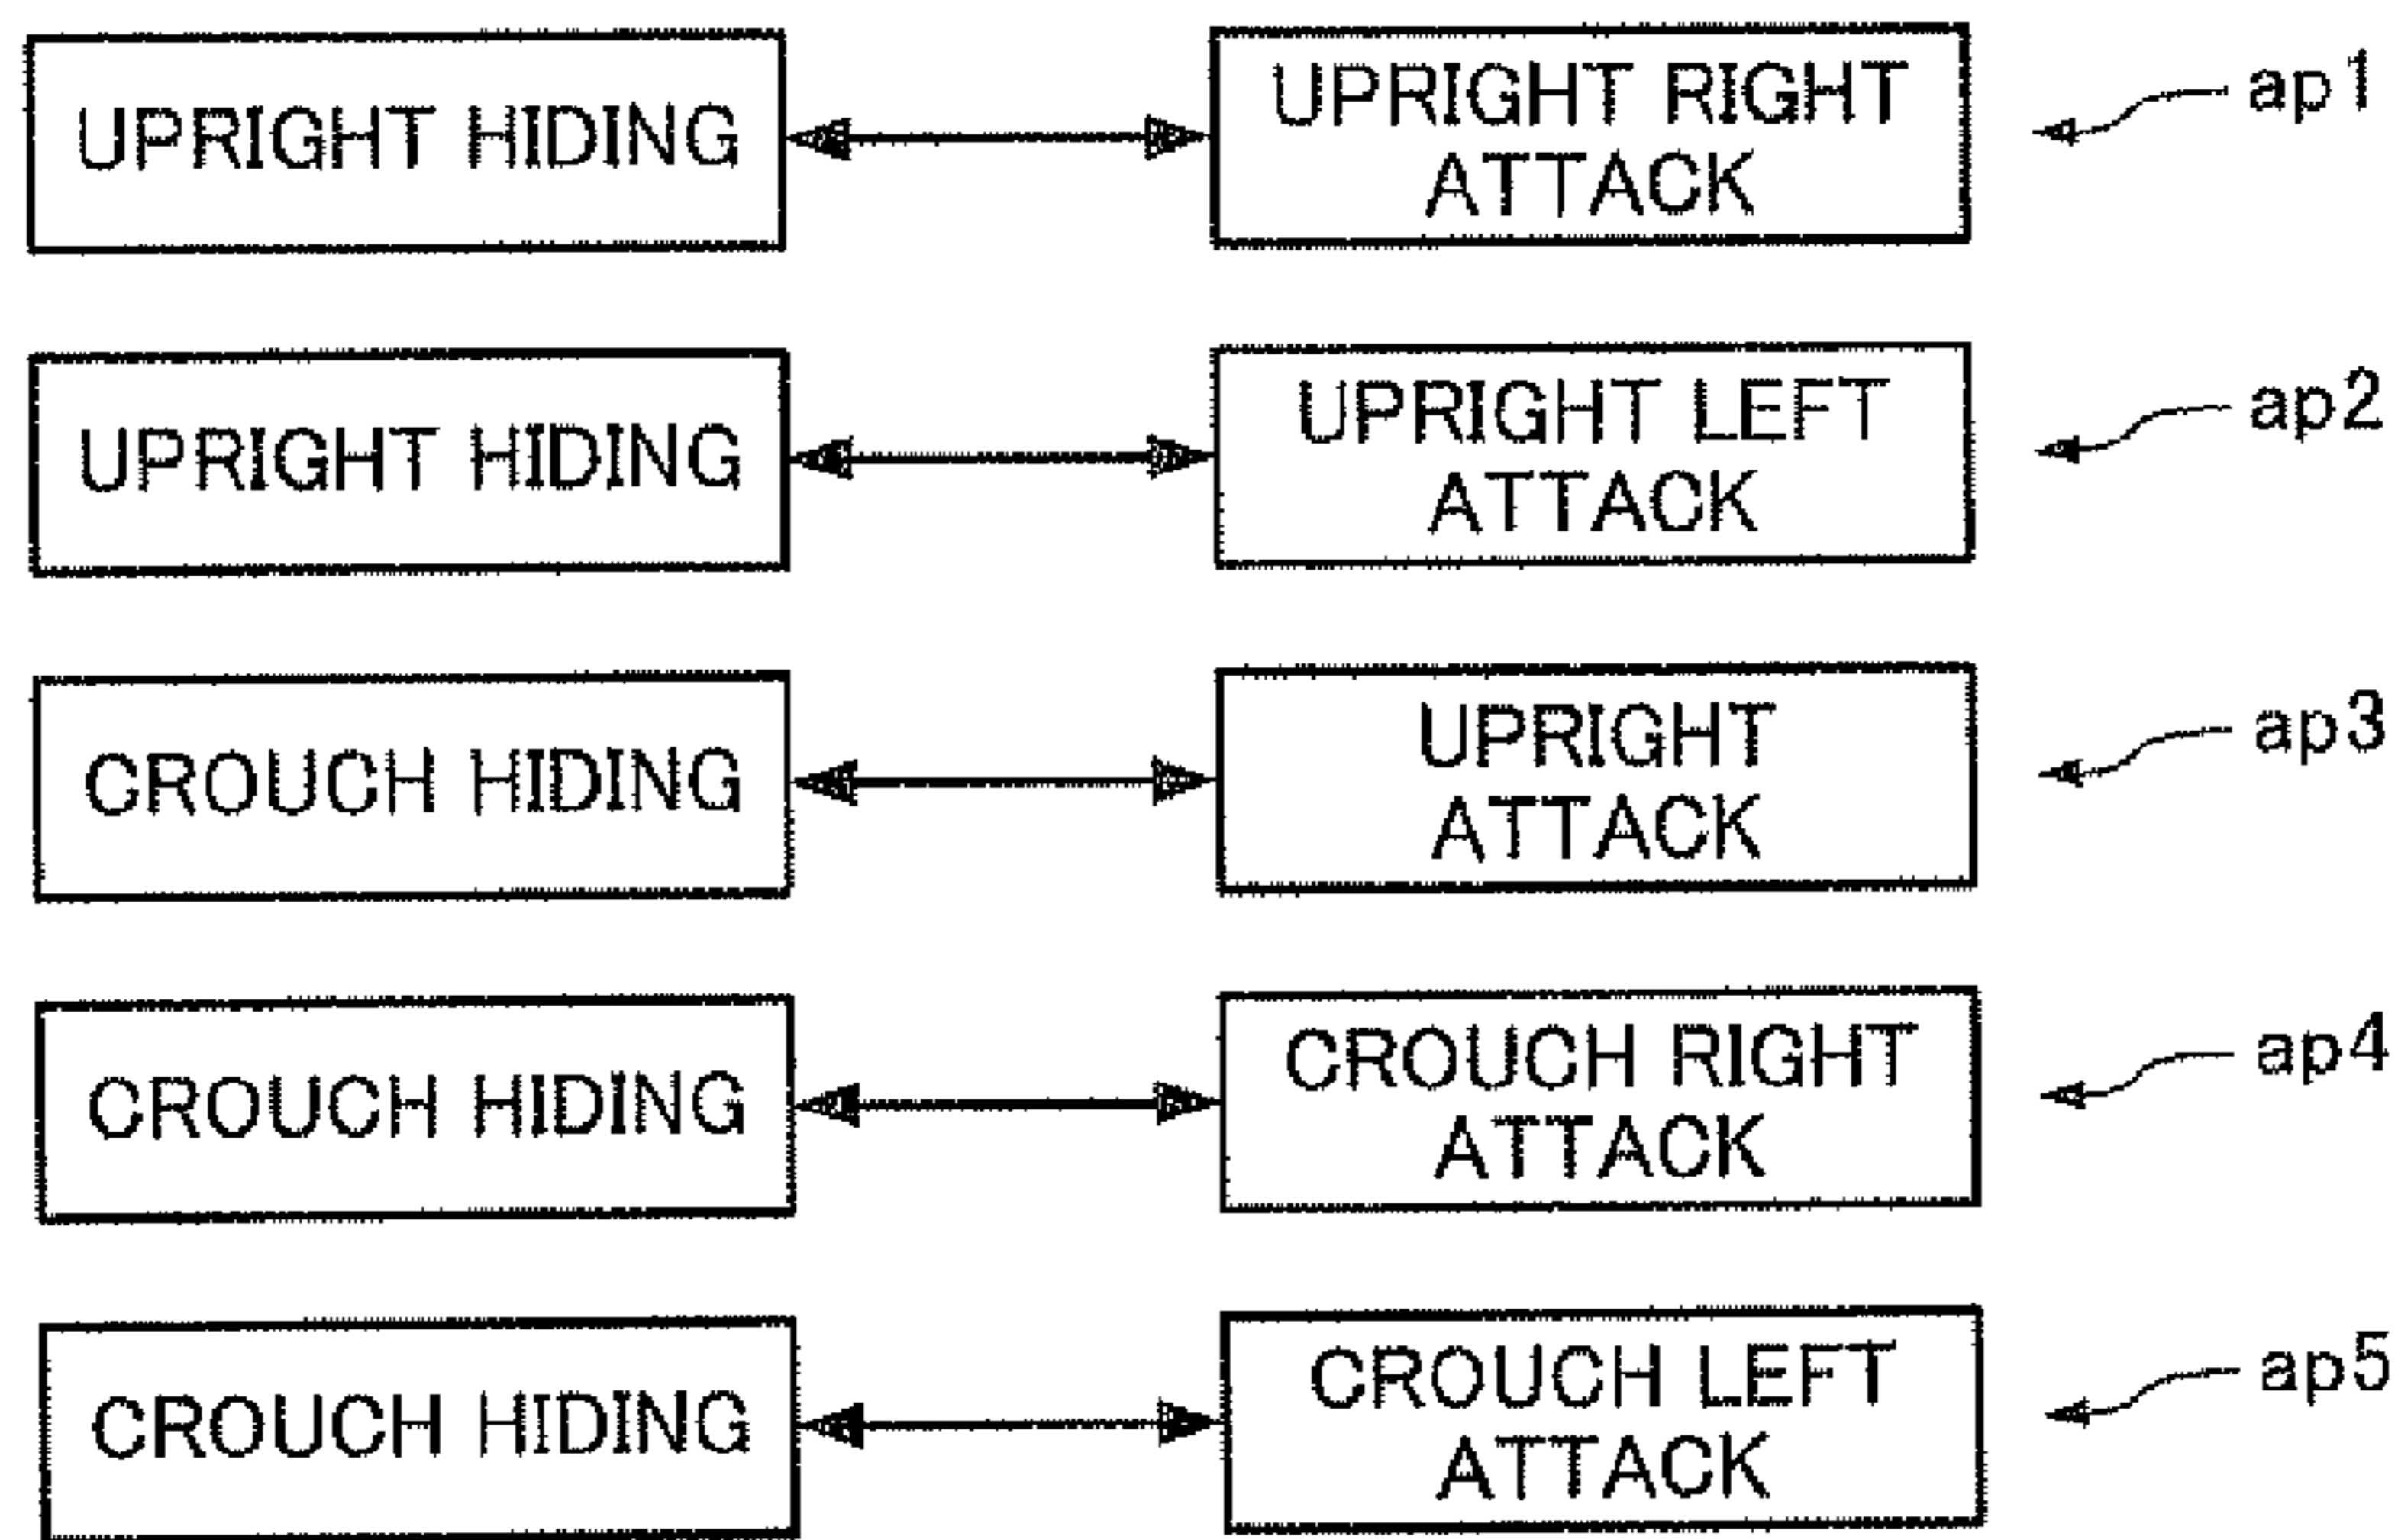 UPRIGHT HIDING
UPRIGHT RIGHT
ATTACK
ap1
UPRIGHT HIDING
UPRIGHT LEFT
ATTACK
ap2
CROUCH HIDING
UPRIGHT
ATTACK
ap3
CROUCH HIDING
CROUCH RIGHT
ATTACK
ap4
CROUCH HIDING
CROUCH LEFT
ATTACK
ap5